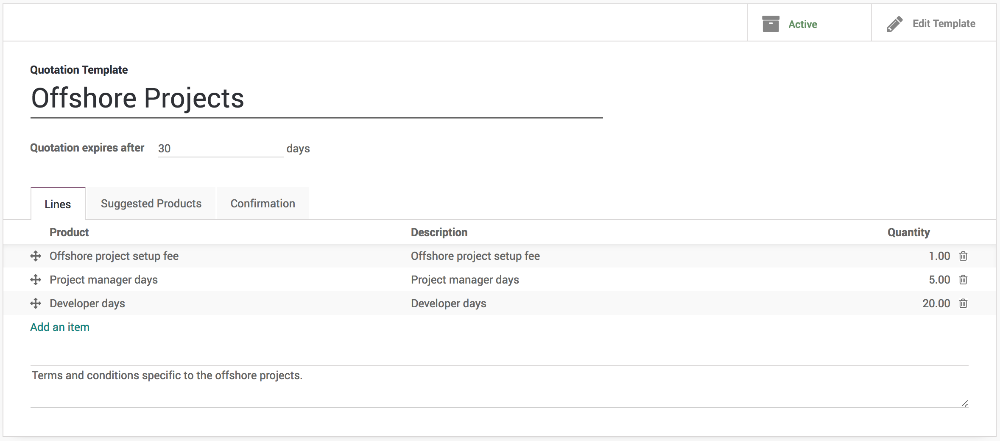 Active Edit Template
Quotation Template
Offshore Projects
Quotation expires after 30 days
Lines Suggested Products Confirmation
Product Description Quantity
Offshore project setup fee Offshore project setup fee 1.00
Project manager days Project manager days 5.00
Developer days Developer days 20.00
Add an item
Terms and conditions specific to the offshore projects.